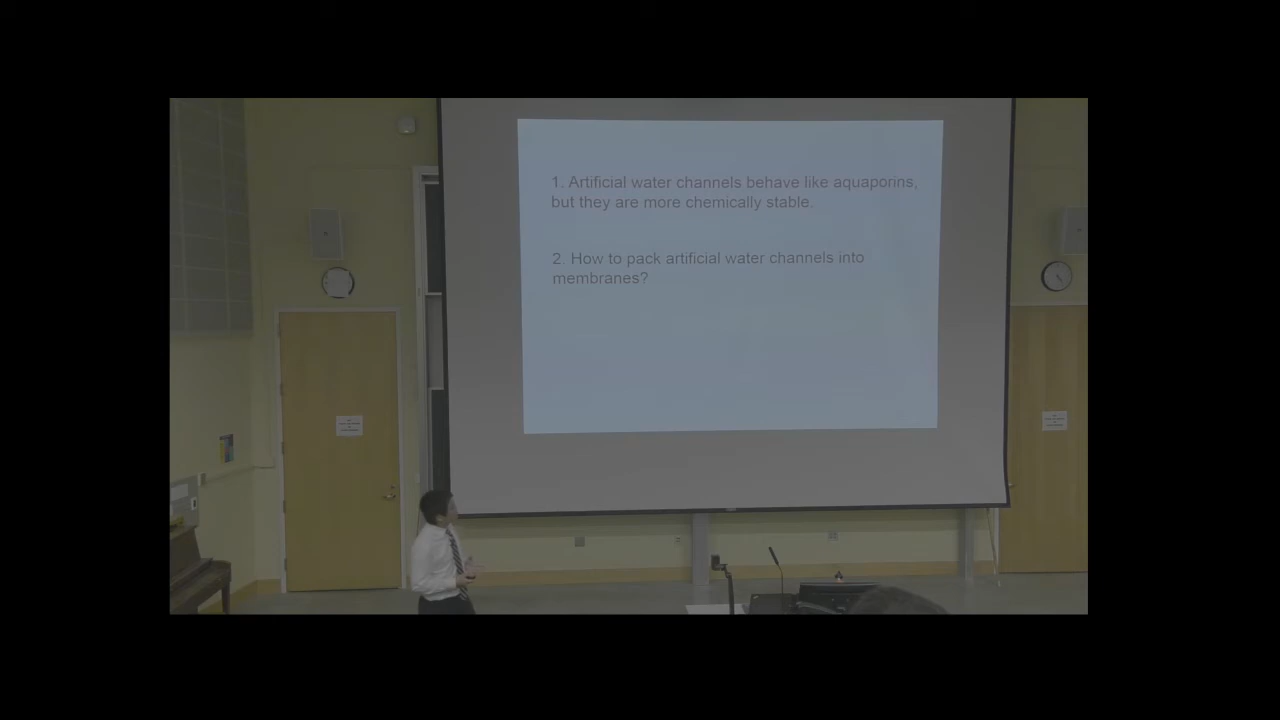 1. Artificial water channels behave like aquaporins,
but they are more chemically stable.
2. How to pack artificial water channels into
membranes?